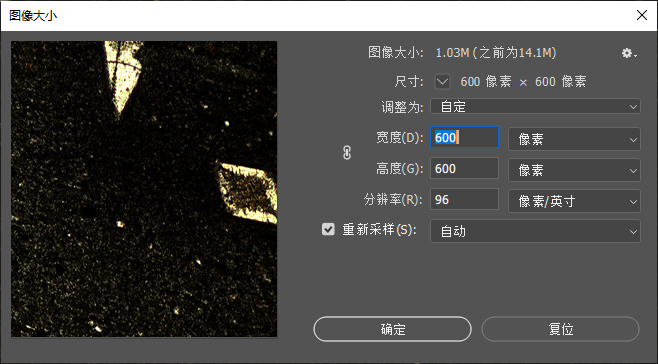 图像大小
图像大小: 1.03M (之前为14.1M)
尺寸: 600 像素 × 600 像素
调整为: 自定
宽度(D): 600 像素
高度(G): 600 像素
分辨率(R): 96 像素/英寸
重新采样(S): 自动
确定 复位